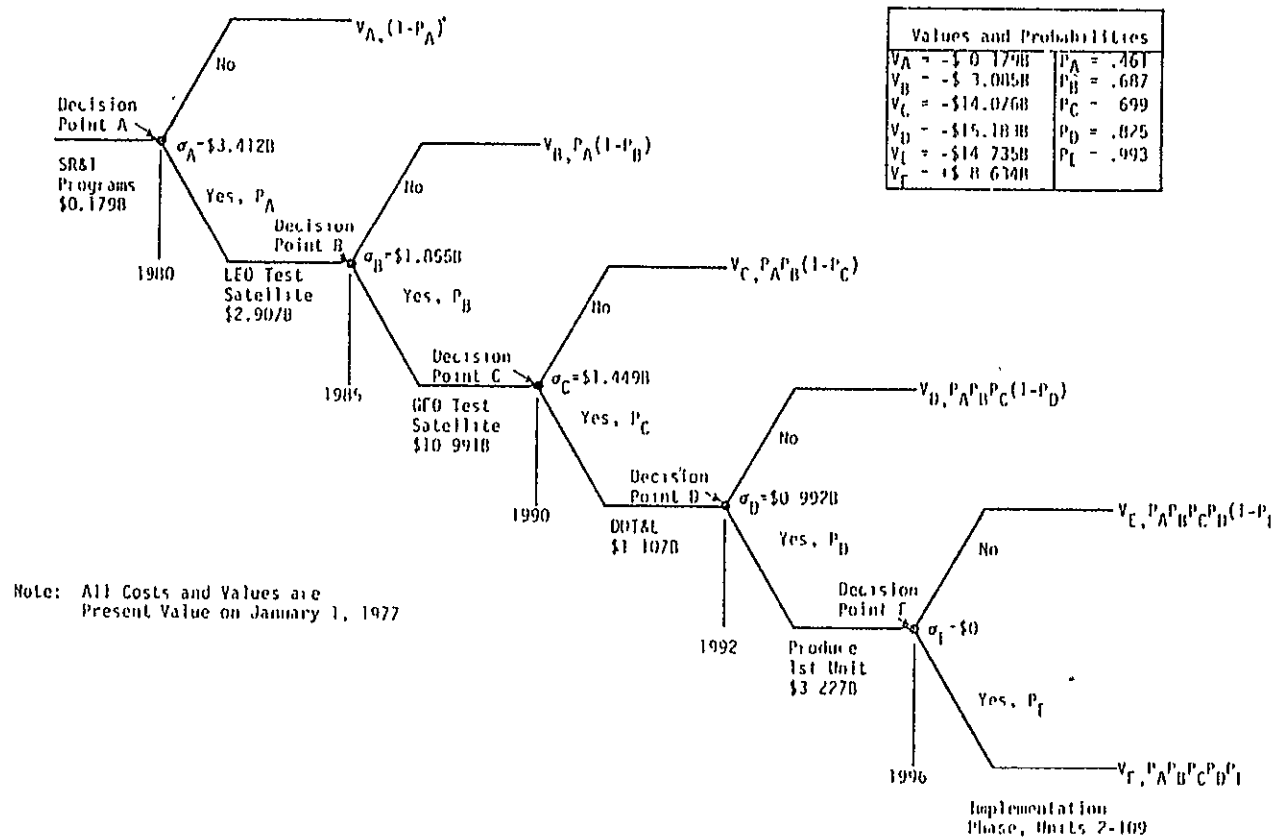 Values and Probabilities
V_A = -$ 0 179B P_A = .461
V_B = -$ 3.085B P_B = .687
V_C = -$14.076B P_C - 699
V_D = -$15.183B P_D = .825
V_E = -$14 735B P_E - .993
V_F - +$ 8 634B
V_A, (1-P_A)
No
Decision
Point A
σ_A-$3.412B
SR&T
Programs
$0.179B
Yes, P_A
1980
V_B, P_A(1-P_B)
No
Decision
Point B
σ_B-$1.855B
LEO Test
Satellite
$2.907B
Yes, P_B
1985
V_C, P_AP_B(1-P_C)
No
Decision
Point C
σ_C=$1.449B
GEO Test
Satellite
$10 991B
Yes, P_C
1990
V_D, P_AP_BP_C(1-P_D)
No
Decision
Point D
σ_D=$0 992B
DDT&E
$1 107B
Yes, P_D
1992
V_E, P_AP_BP_CP_D(1-P_E
No
Decision
Point E
σ_E-$0
Produce
1st Unit
$3 227B
Yes, P_E
1996
V_F, P_AP_BP_CP_DP_E
Implementation
Phase, Units 2-109
Note: All Costs and Values are
Present Value on January 1, 1977